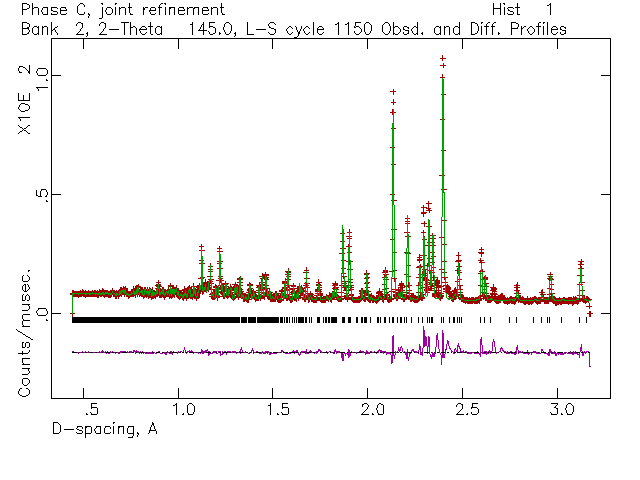 Phase C, joint refinement Hist 1
Bank 2, 2-Theta 145.0, L-S cycle 1150 Obsd. and Diff. Profiles
X10E 2
Counts/musec.
1.0
.5
.0
.5 1.0 1.5 2.0 2.5 3.0
D-spacing, A